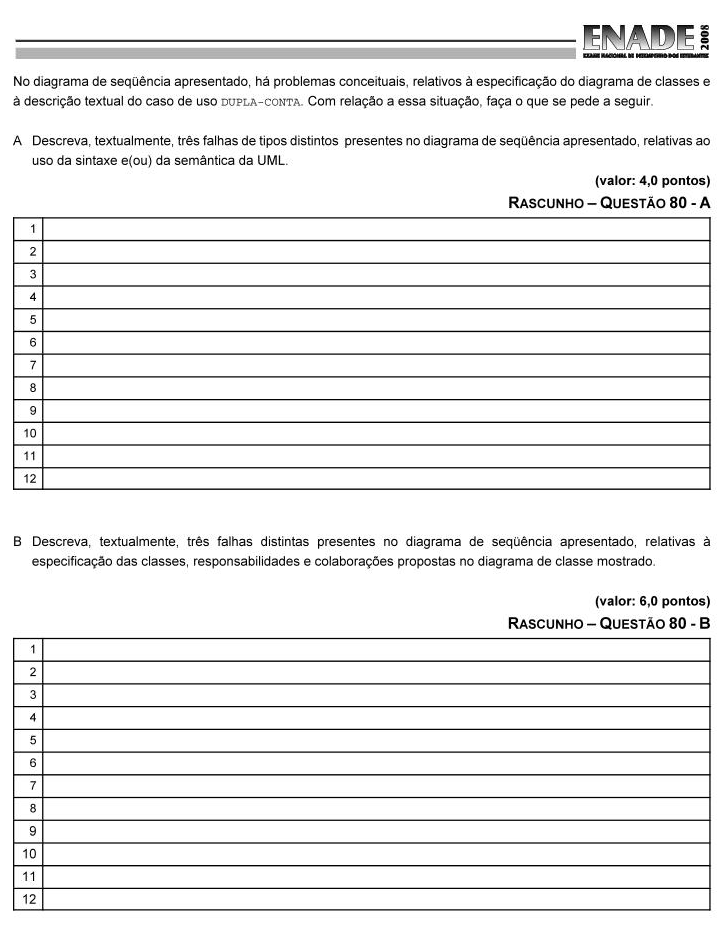 ENADE 2008
EXAME NACIONAL DE DESEMPENHO DOS ESTUDANTES
No diagrama de seqüência apresentado, há problemas conceituais, relativos à especificação do diagrama de classes e
à descrição textual do caso de uso DUPLA-CONTA. Com relação a essa situação, faça o que se pede a seguir.
A Descreva, textualmente, três falhas de tipos distintos presentes no diagrama de seqüência apresentado, relativas ao
uso da sintaxe e(ou) da semântica da UML.
(valor: 4,0 pontos)
RASCUNHO – QUESTÃO 80 - A
1
2
3
4
5
6
7
8
9
10
11
12
B Descreva, textualmente, três falhas distintas presentes no diagrama de seqüência apresentado, relativas à
especificação das classes, responsabilidades e colaborações propostas no diagrama de classe mostrado.
(valor: 6,0 pontos)
RASCUNHO – QUESTÃO 80 - B
1
2
3
4
5
6
7
8
9
10
11
12